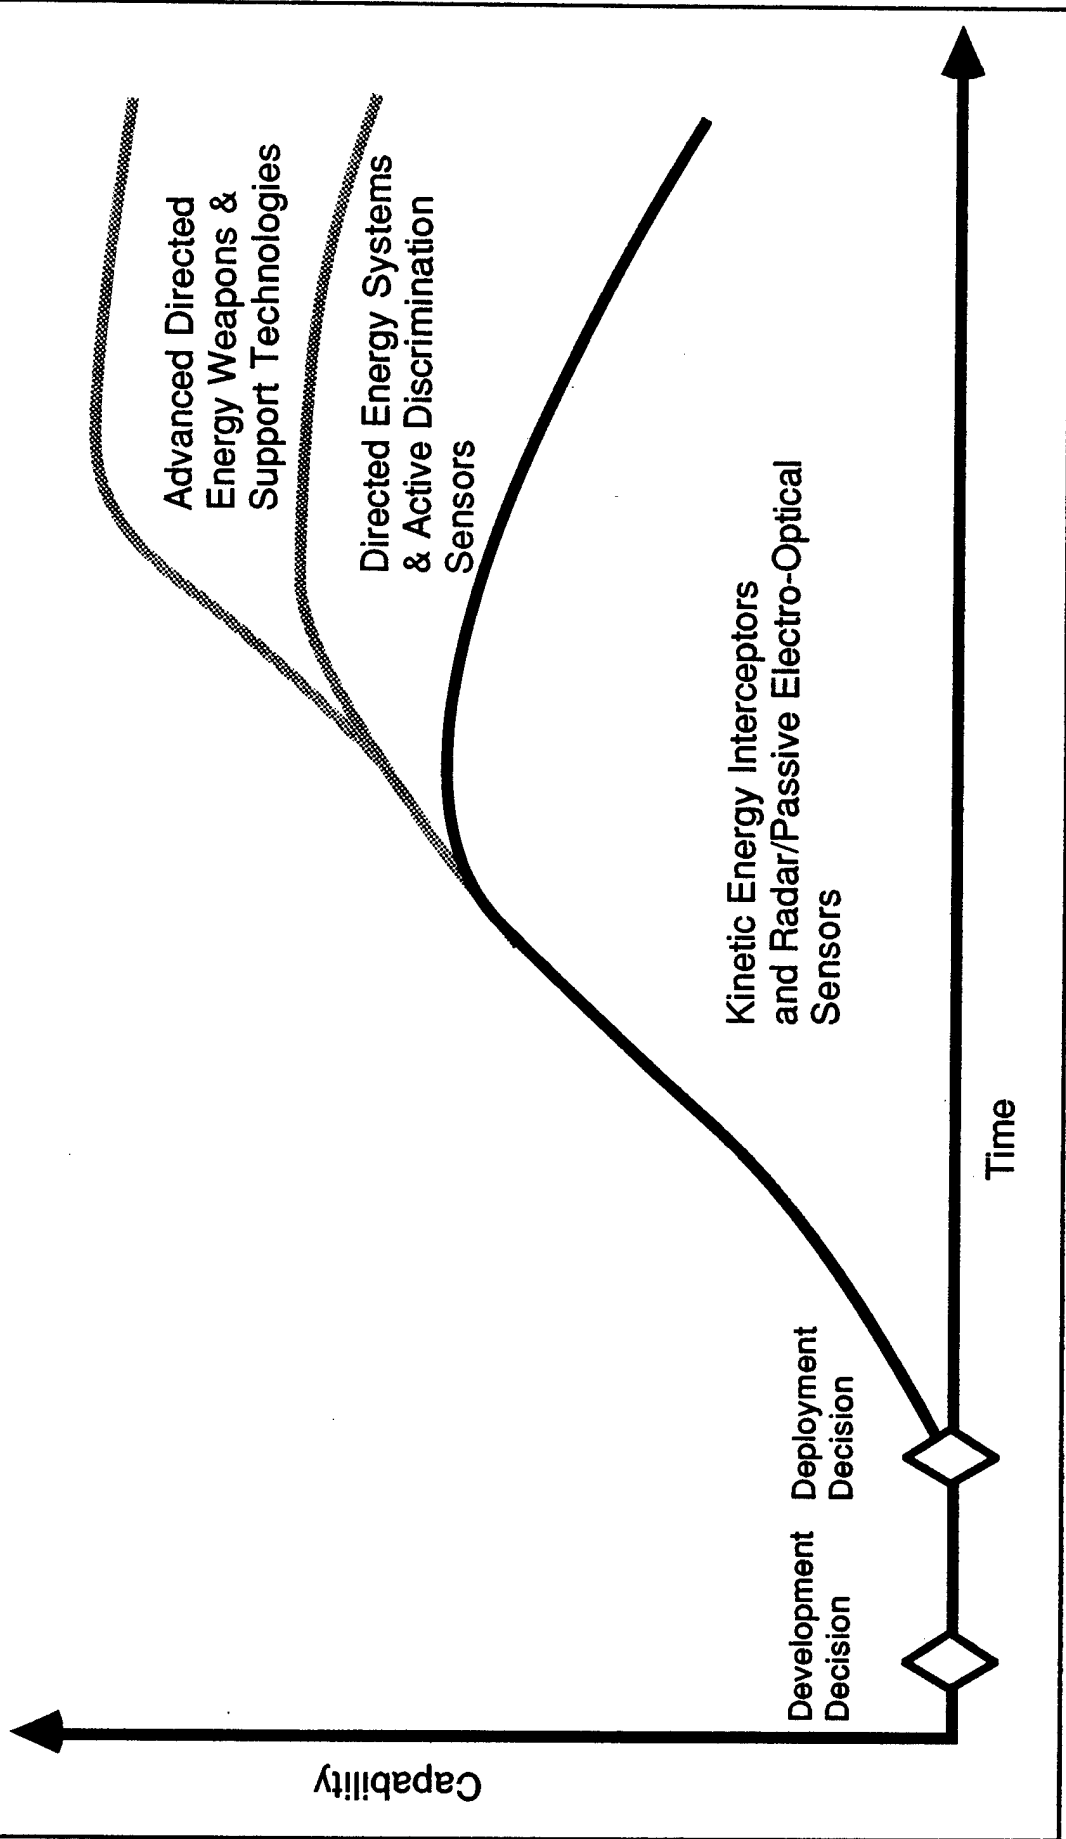 Capability
Advanced Directed
Energy Weapons &
Support Technologies
Directed Energy Systems
& Active Discrimination
Sensors
Kinetic Energy Interceptors
and Radar/Passive Electro-Optical
Sensors
Development
Decision
Deployment
Decision
Time